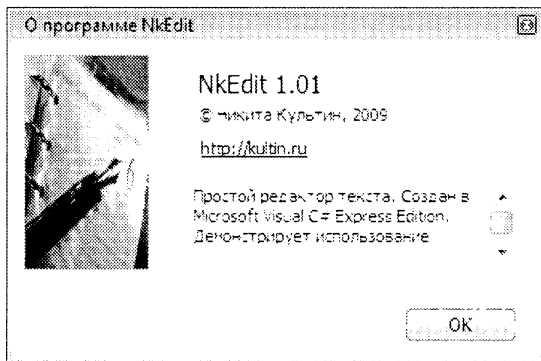 О программе NkEdit
NkEdit 1.01
© Никита Культин, 2009
http://kultin.ru
Простой редактор текста. Создан в
Microsoft Visual C# Express Edition.
Демонстрирует использование
OK